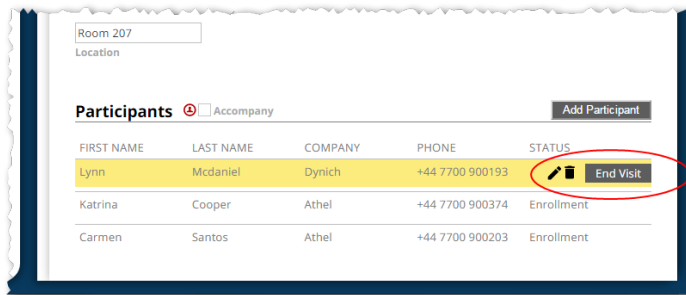 Room 207
Location
Participants Accompany Add Participant
FIRST NAME LAST NAME COMPANY PHONE STATUS
Lynn Mcdaniel Dynich +44 7700 900193 End Visit
Katrina Cooper Athel +44 7700 900374 Enrollment
Carmen Santos Athel +44 7700 900203 Enrollment